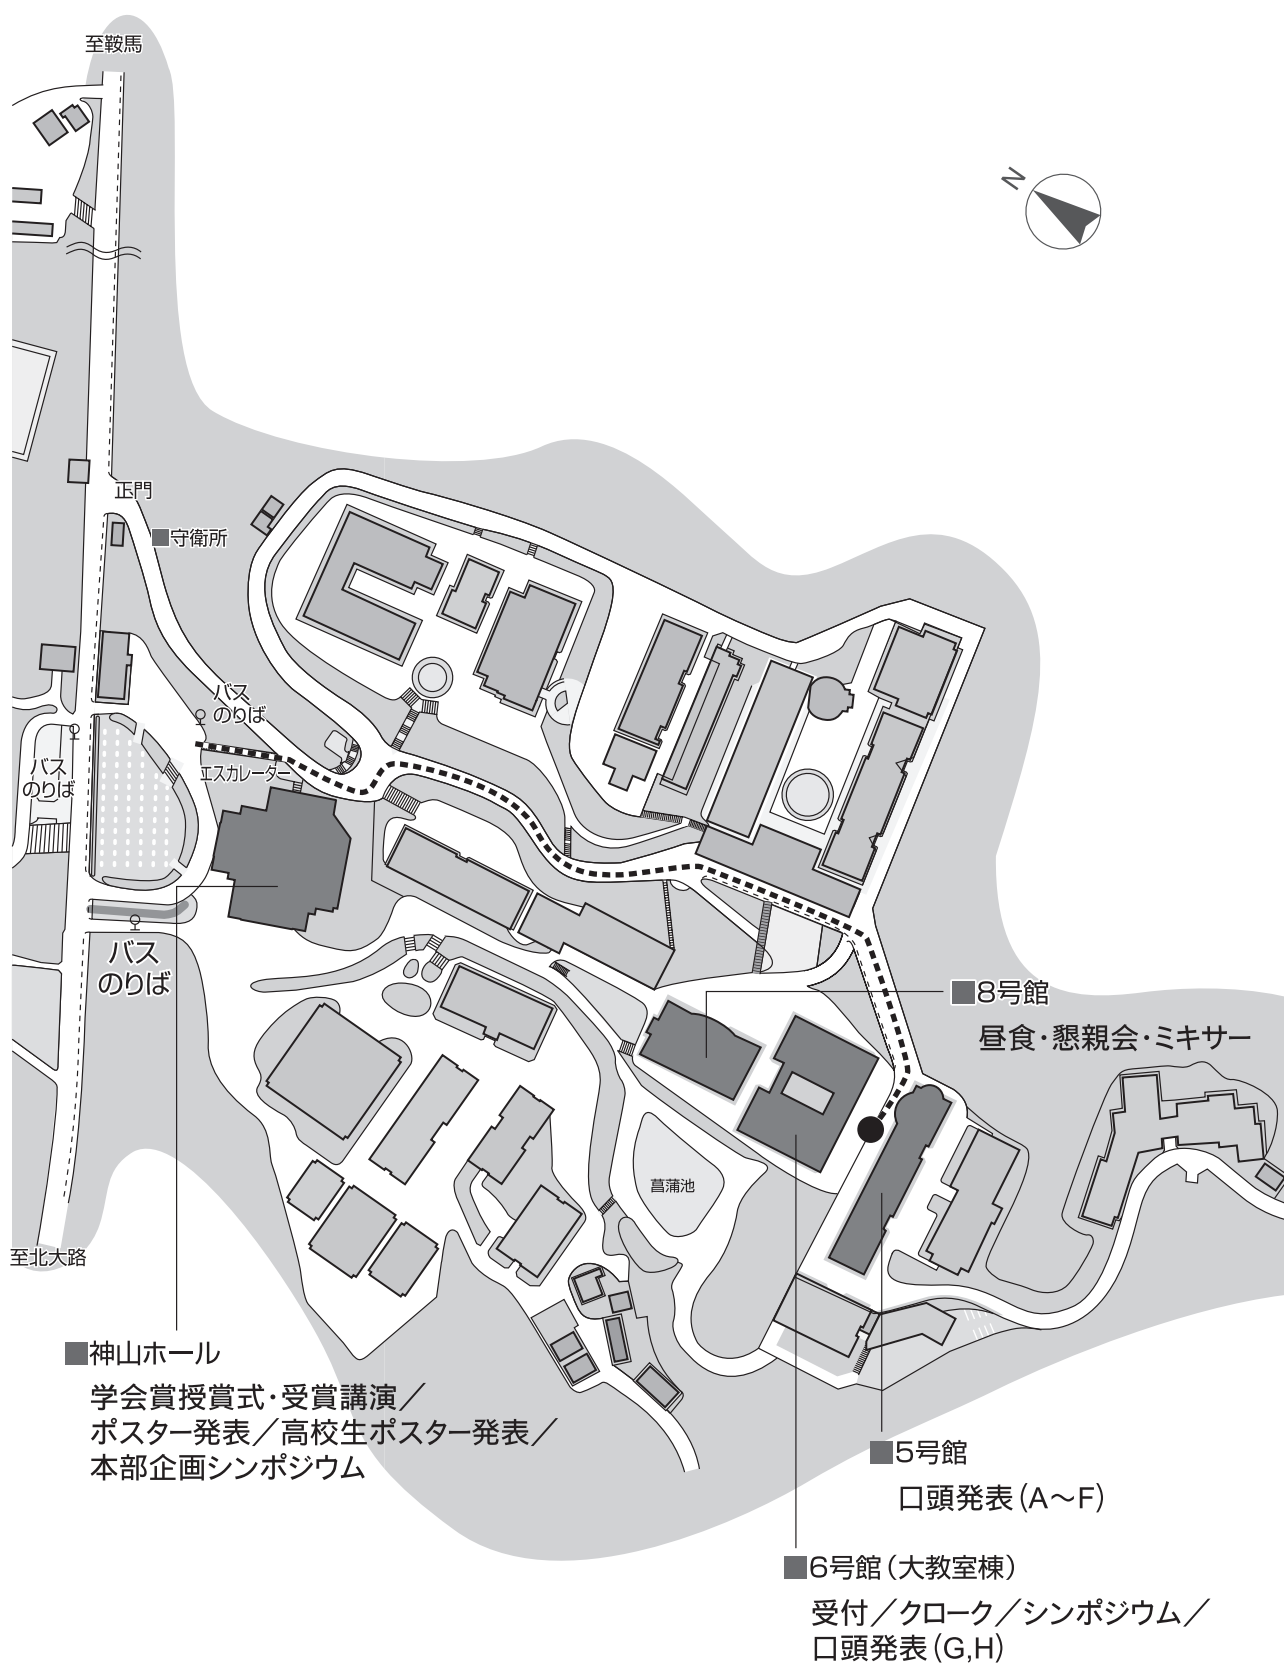 至鞍馬
N
正門
■守衛所
バス
のりば
エスカレーター
バス
のりば
バス
のりば
■8号館
昼食・懇親会・ミキサー
菖蒲池
至北大路
■神山ホール
学会賞授賞式・受賞講演／
ポスター発表／高校生ポスター発表／
本部企画シンポジウム
■5号館
口頭発表(A～F)
■6号館(大教室棟)
受付／クローク／シンポジウム／
口頭発表(G,H)